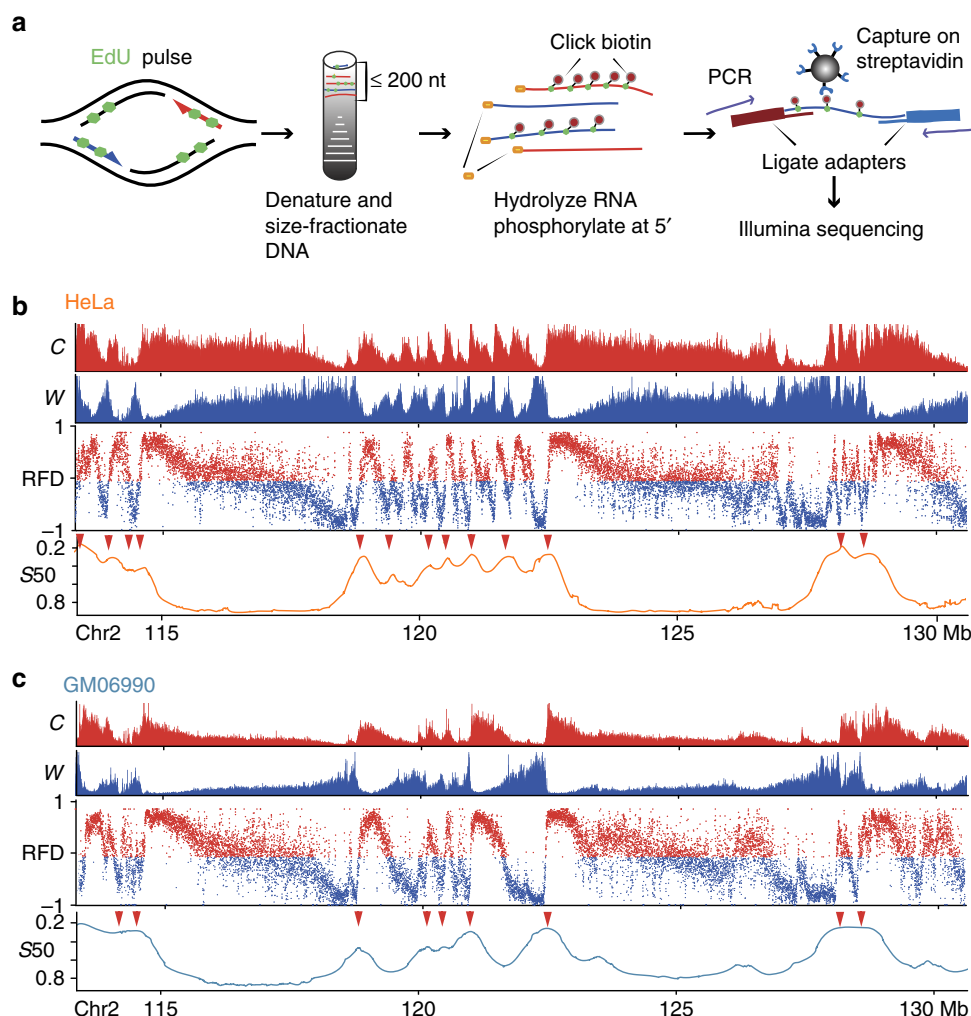 a
EdU pulse
≤ 200 nt
Denature and
size-fractionate
DNA
Click biotin
Hydrolyze RNA
phosphorylate at 5′
PCR
Capture on
streptavidin
Ligate adapters
Illumina sequencing
b
HeLa
C
W
1
RFD
−1
0.2
S50
0.8
Chr2 115 120 125 130 Mb
c
GM06990
C
W
1
RFD
−1
0.2
S50
0.8
Chr2 115 120 125 130 Mb